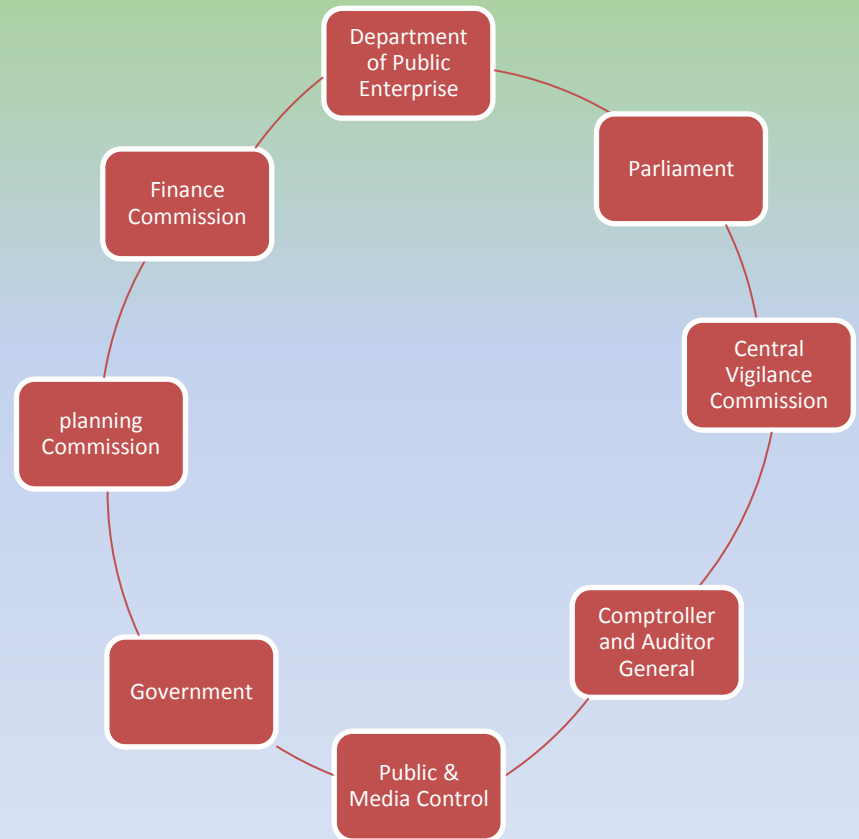 Department
of Public
Enterprise
Parliament
Central
Vigilance
Commission
Comptroller
and Auditor
General
Public &
Media Control
Government
planning
Commission
Finance
Commission